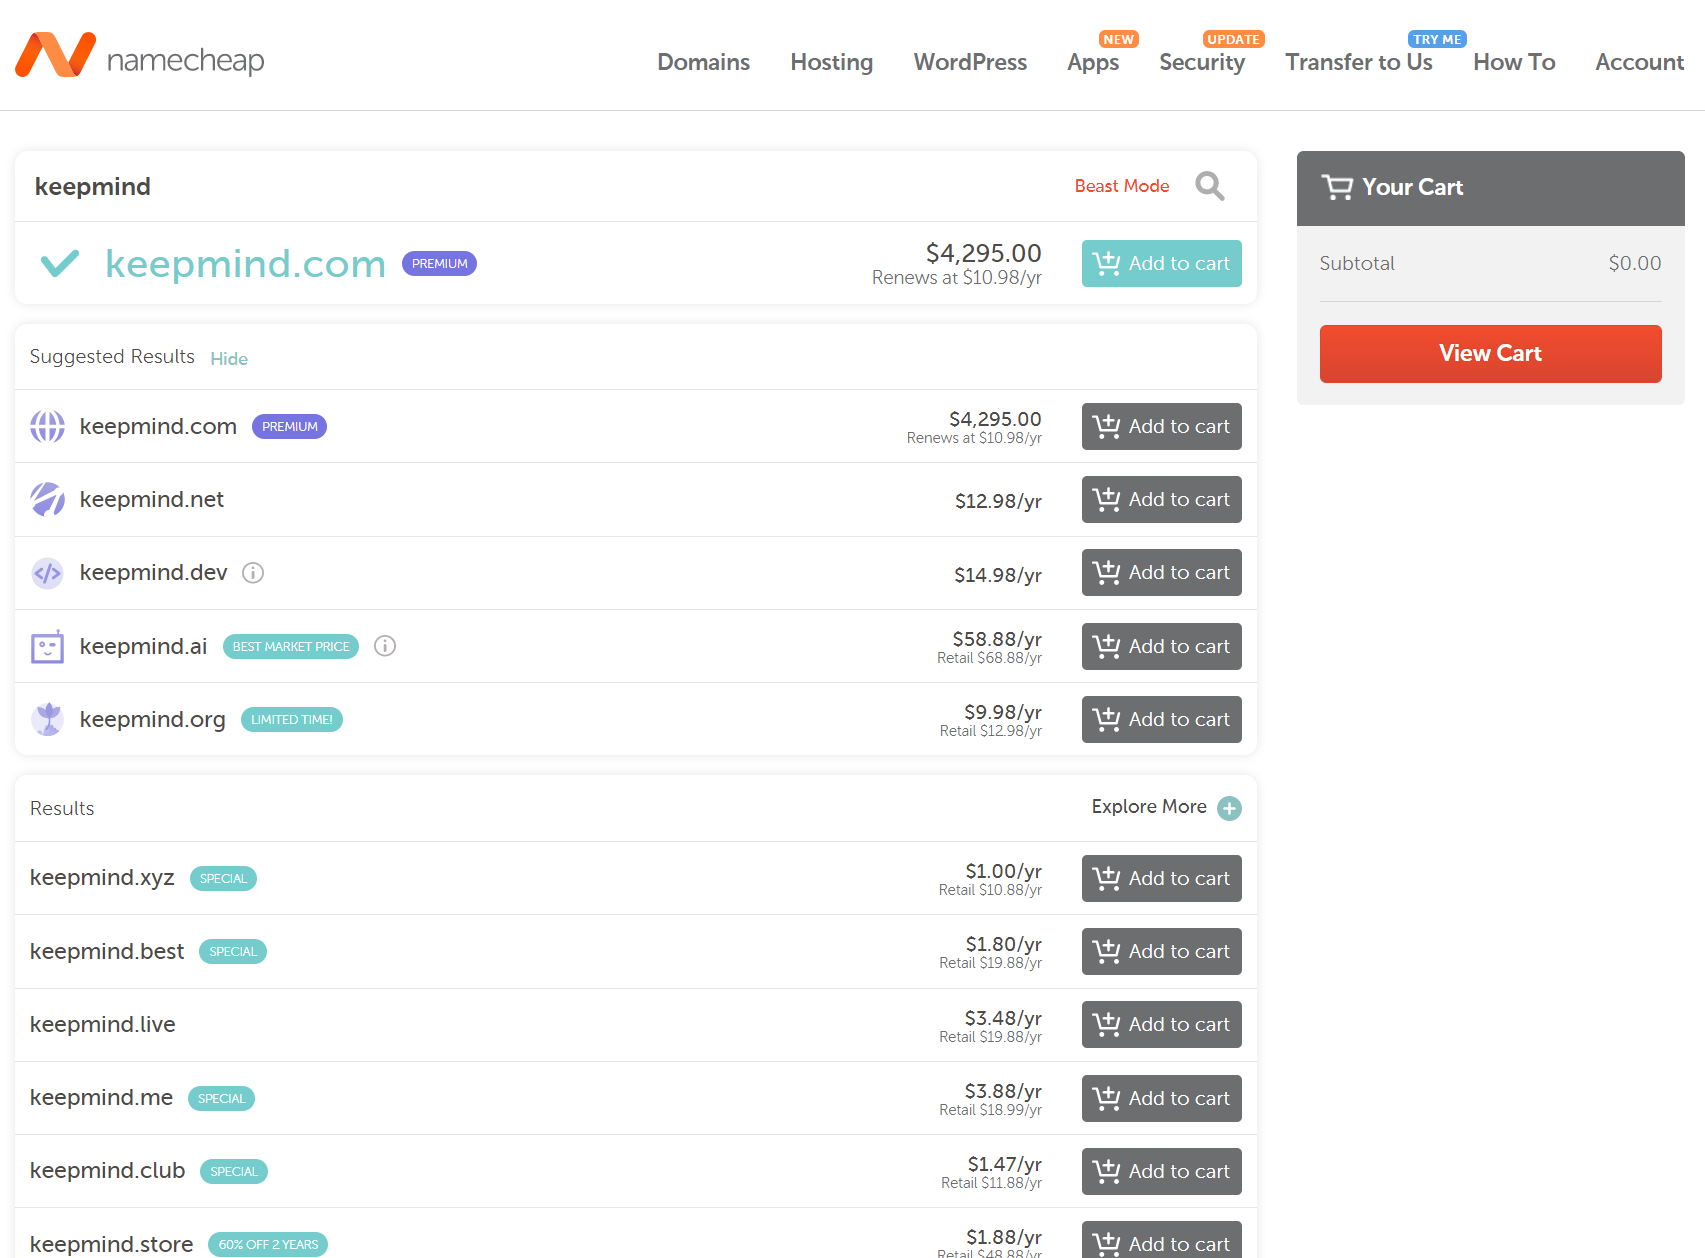 namecheap
Domains
Hosting
WordPress
NEW
Apps
UPDATE
Security
TRY ME
Transfer to Us
How To
Account
keepmind
Beast Mode
keepmind.com PREMIUM
$4,295.00
Renews at $10.98/yr
Add to cart
Your Cart
Subtotal $0.00
View Cart
Suggested Results Hide
keepmind.com PREMIUM
$4,295.00
Renews at $10.98/yr
Add to cart
keepmind.net
$12.98/yr
Add to cart
keepmind.dev
$14.98/yr
Add to cart
keepmind.ai BEST MARKET PRICE
$58.88/yr
Retail $68.88/yr
Add to cart
keepmind.org LIMITED TIME!
$9.98/yr
Retail $12.98/yr
Add to cart
Results
Explore More
keepmind.xyz SPECIAL
$1.00/yr
Retail $10.88/yr
Add to cart
keepmind.best SPECIAL
$1.80/yr
Retail $19.88/yr
Add to cart
keepmind.live
$3.48/yr
Retail $19.88/yr
Add to cart
keepmind.me SPECIAL
$3.88/yr
Retail $18.99/yr
Add to cart
keepmind.club SPECIAL
$1.47/yr
Retail $11.88/yr
Add to cart
keepmind.store 60% OFF 2 YEARS
$1.88/yr
Retail $48.88/yr
Add to cart